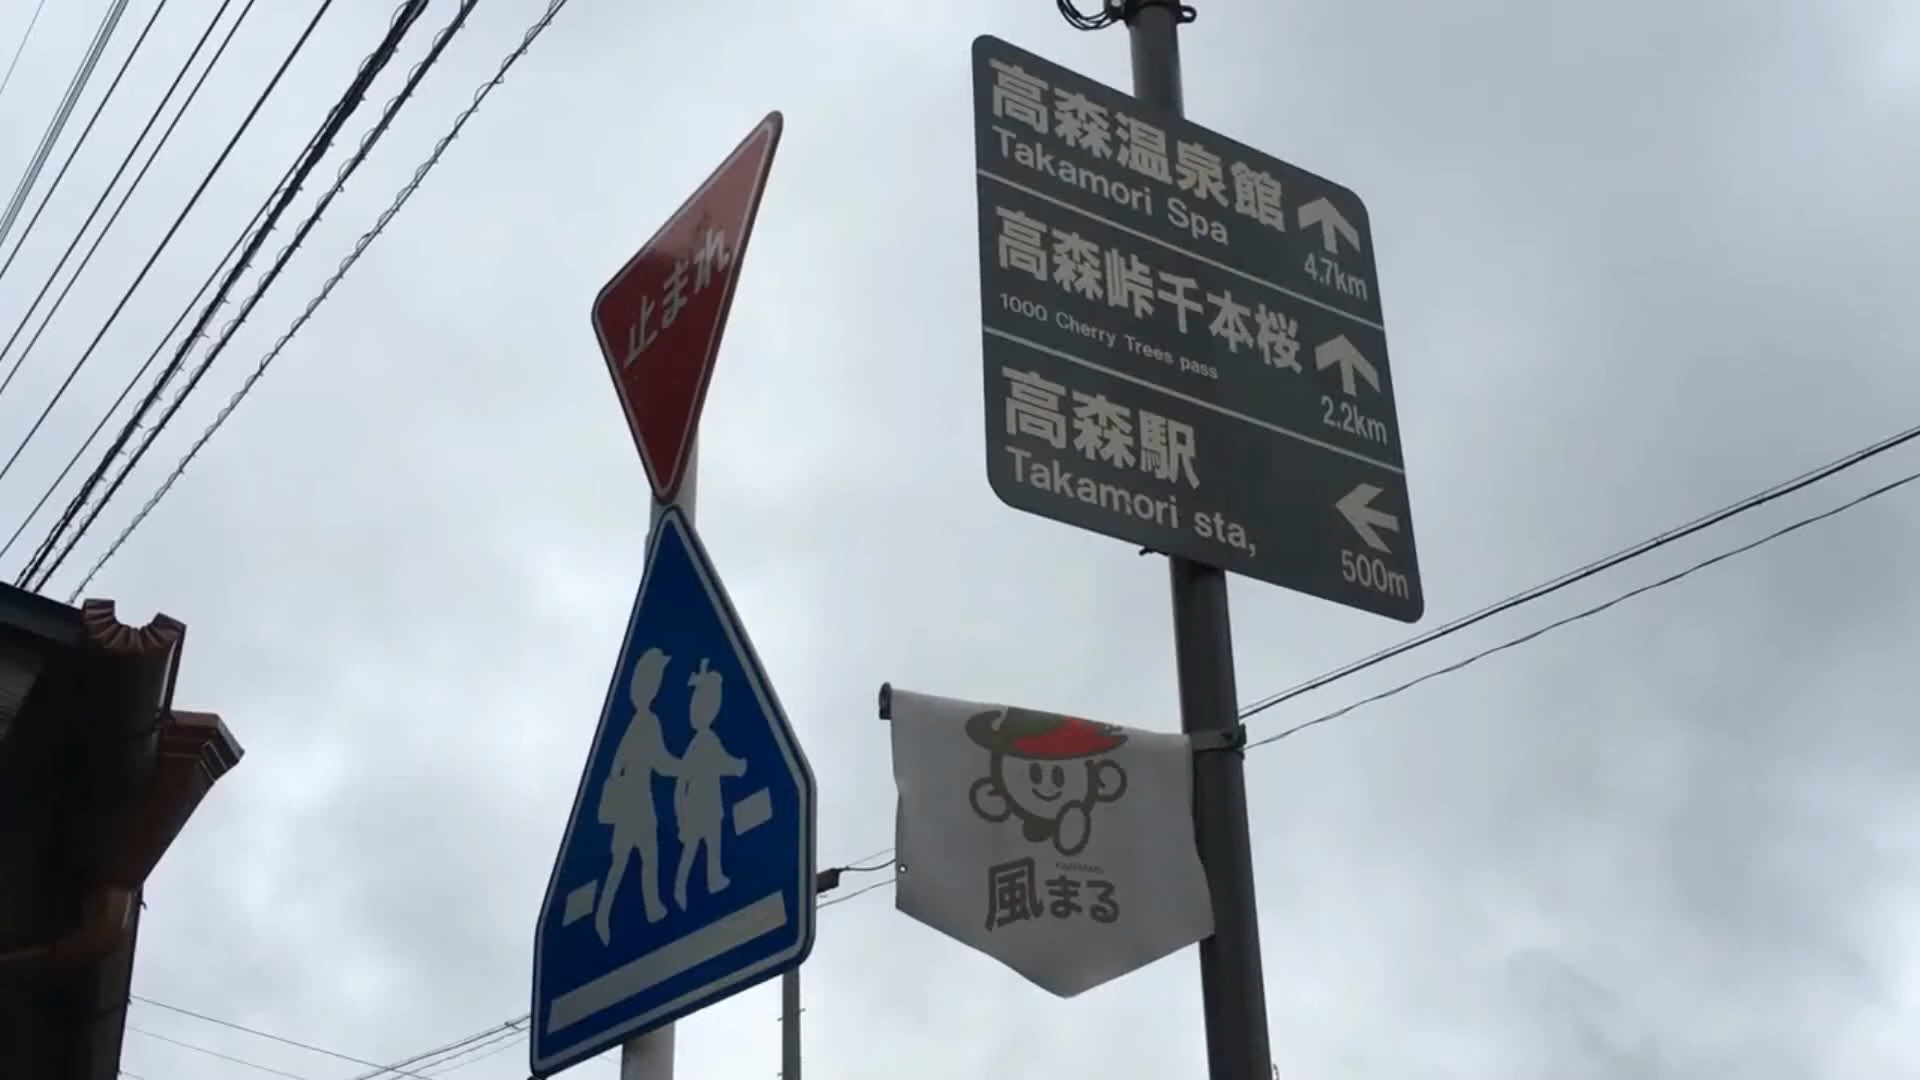 止まれ
高森温泉館
Takamori Spa
4.7km
高森峠千本桜
1000 Cherry Trees pass
2.2km
高森駅
Takamori sta,
500m
風まる